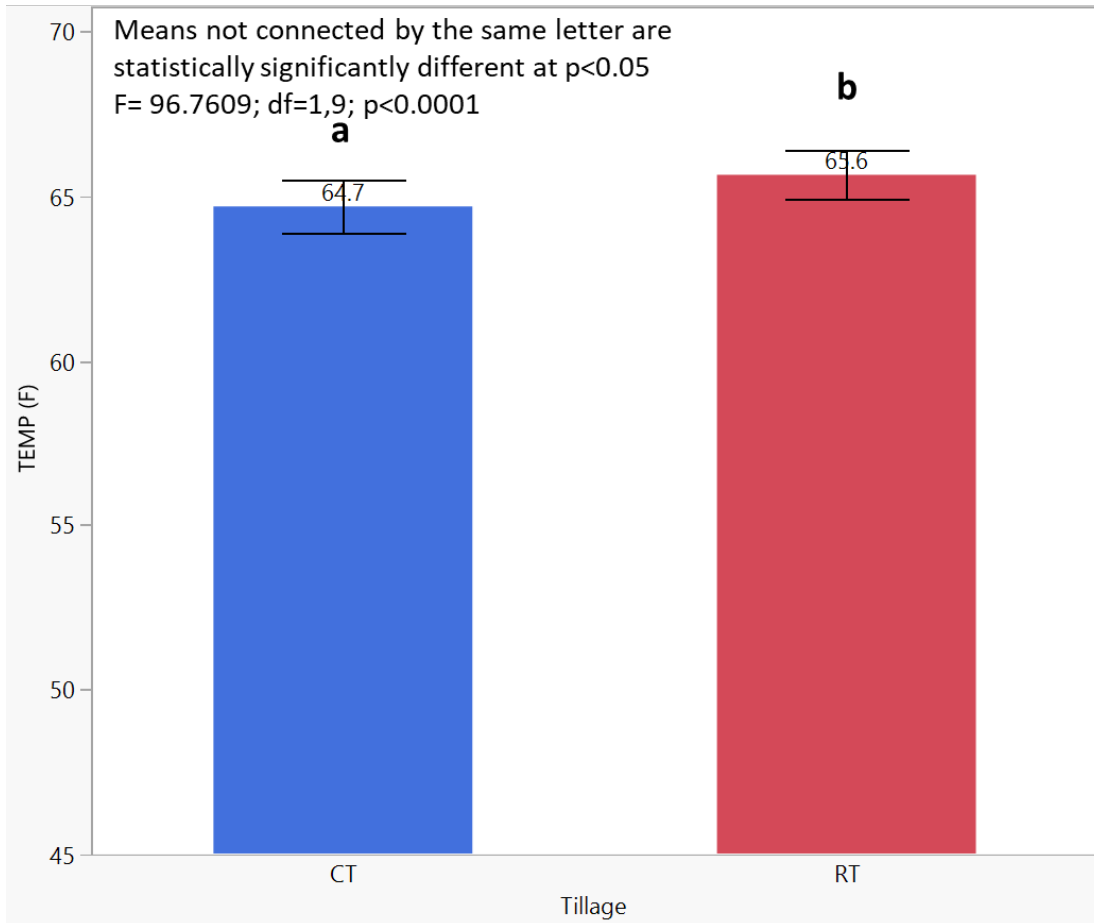 Means not connected by the same letter are
statistically significantly different at p<0.05
F= 96.7609; df=1,9; p<0.0001
a
b
64.7
65.6
70
65
60
55
50
45
TEMP (F)
CT
RT
Tillage